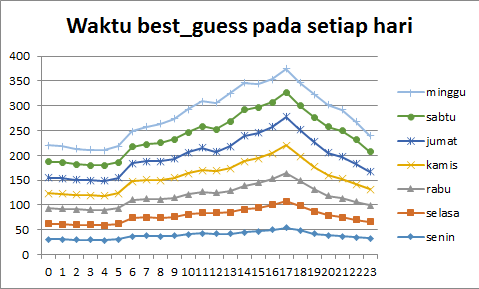 Waktu best_guess pada setiap hari
400
350
300
250
200
150
100
50
0
0 1 2 3 4 5 6 7 8 9 10 11 12 13 14 15 16 17 18 19 20 21 22 23
minggu
sabtu
jumat
kamis
rabu
selasa
senin